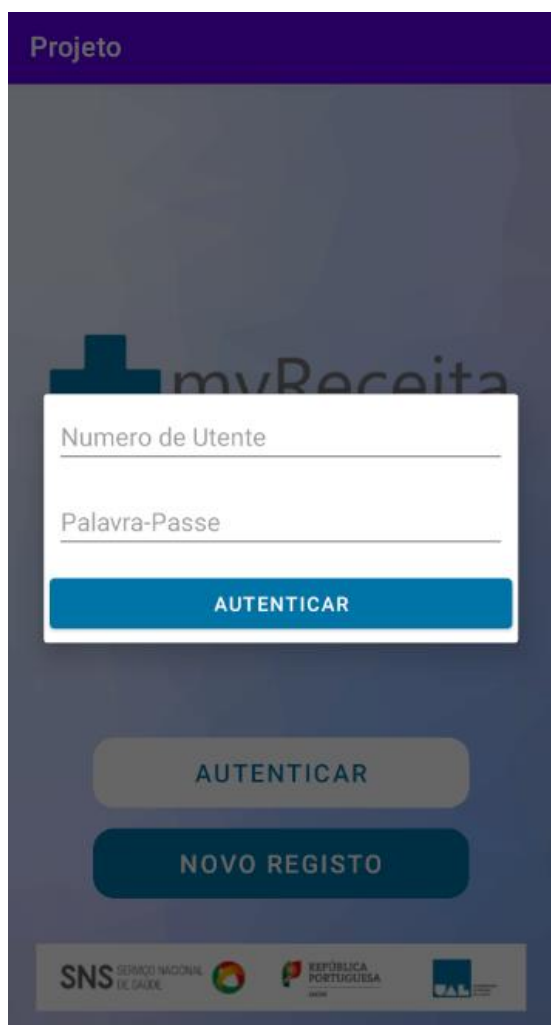 Projeto
myReceita
Numero de Utente
Palavra-Passe
AUTENTICAR
AUTENTICAR
NOVO REGISTO
SNS SERVIÇO NACIONAL
DE SAÚDE
REPÚBLICA
PORTUGUESA
UAL